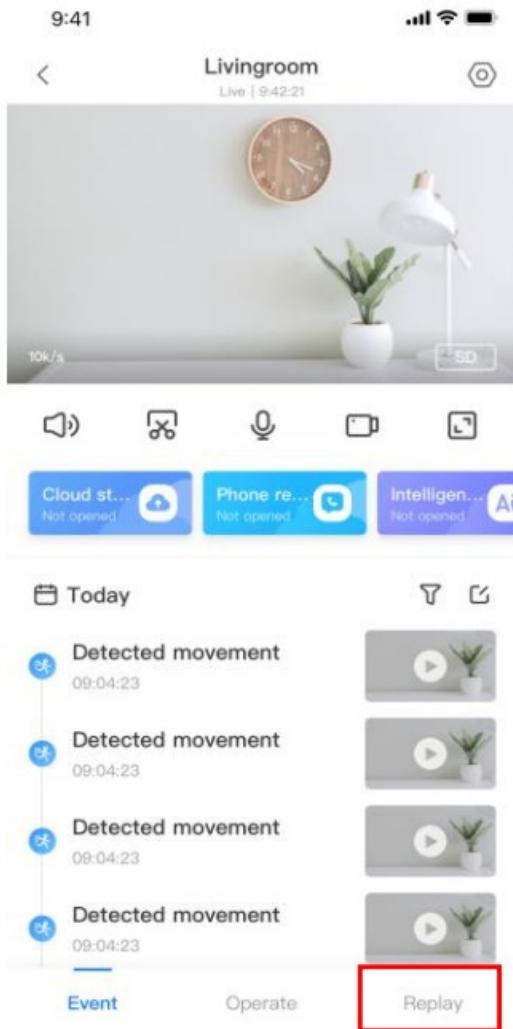 9:41
Livingroom
Live | 9:42:21
10k/s
SD
Cloud st... Phone re... Intelligen...
Not opened Not opened Not opened
Ai
Today
Detected movement
09:04:23
Detected movement
09:04:23
Detected movement
09:04:23
Detected movement
09:04:23
Event Operate Replay